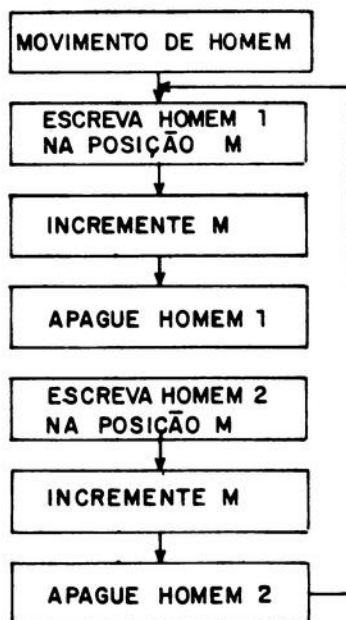 MOVIMENTO DE HOMEM
ESCREVA HOMEM 1
NA POSIÇÃO M
INCREMENTE M
APAGUE HOMEM 1
ESCREVA HOMEM 2
NA POSIÇÃO M
INCREMENTE M
APAGUE HOMEM 2